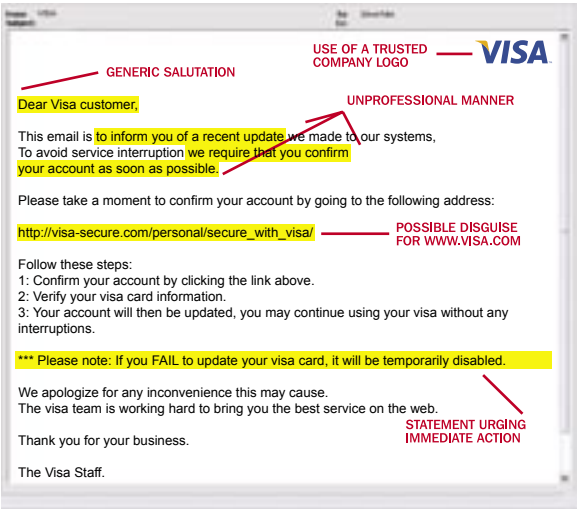 VISA
Subject:
USE OF A TRUSTED
COMPANY LOGO
VISA
GENERIC SALUTATION
UNPROFESSIONAL MANNER
Dear Visa customer,
This email is to inform you of a recent update we made to our systems,
To avoid service interruption we require that you confirm
your account as soon as possible.
Please take a moment to confirm your account by going to the following address:
http://visa-secure.com/personal/secure_with_visa/
POSSIBLE DISGUISE
FOR WWW.VISA.COM
Follow these steps:
1: Confirm your account by clicking the link above.
2: Verify your visa card information.
3: Your account will then be updated, you may continue using your visa without any
interruptions.
*** Please note: If you FAIL to update your visa card, it will be temporarily disabled.
We apologize for any inconvenience this may cause.
The visa team is working hard to bring you the best service on the web.
STATEMENT URGING
IMMEDIATE ACTION
Thank you for your business.
The Visa Staff.